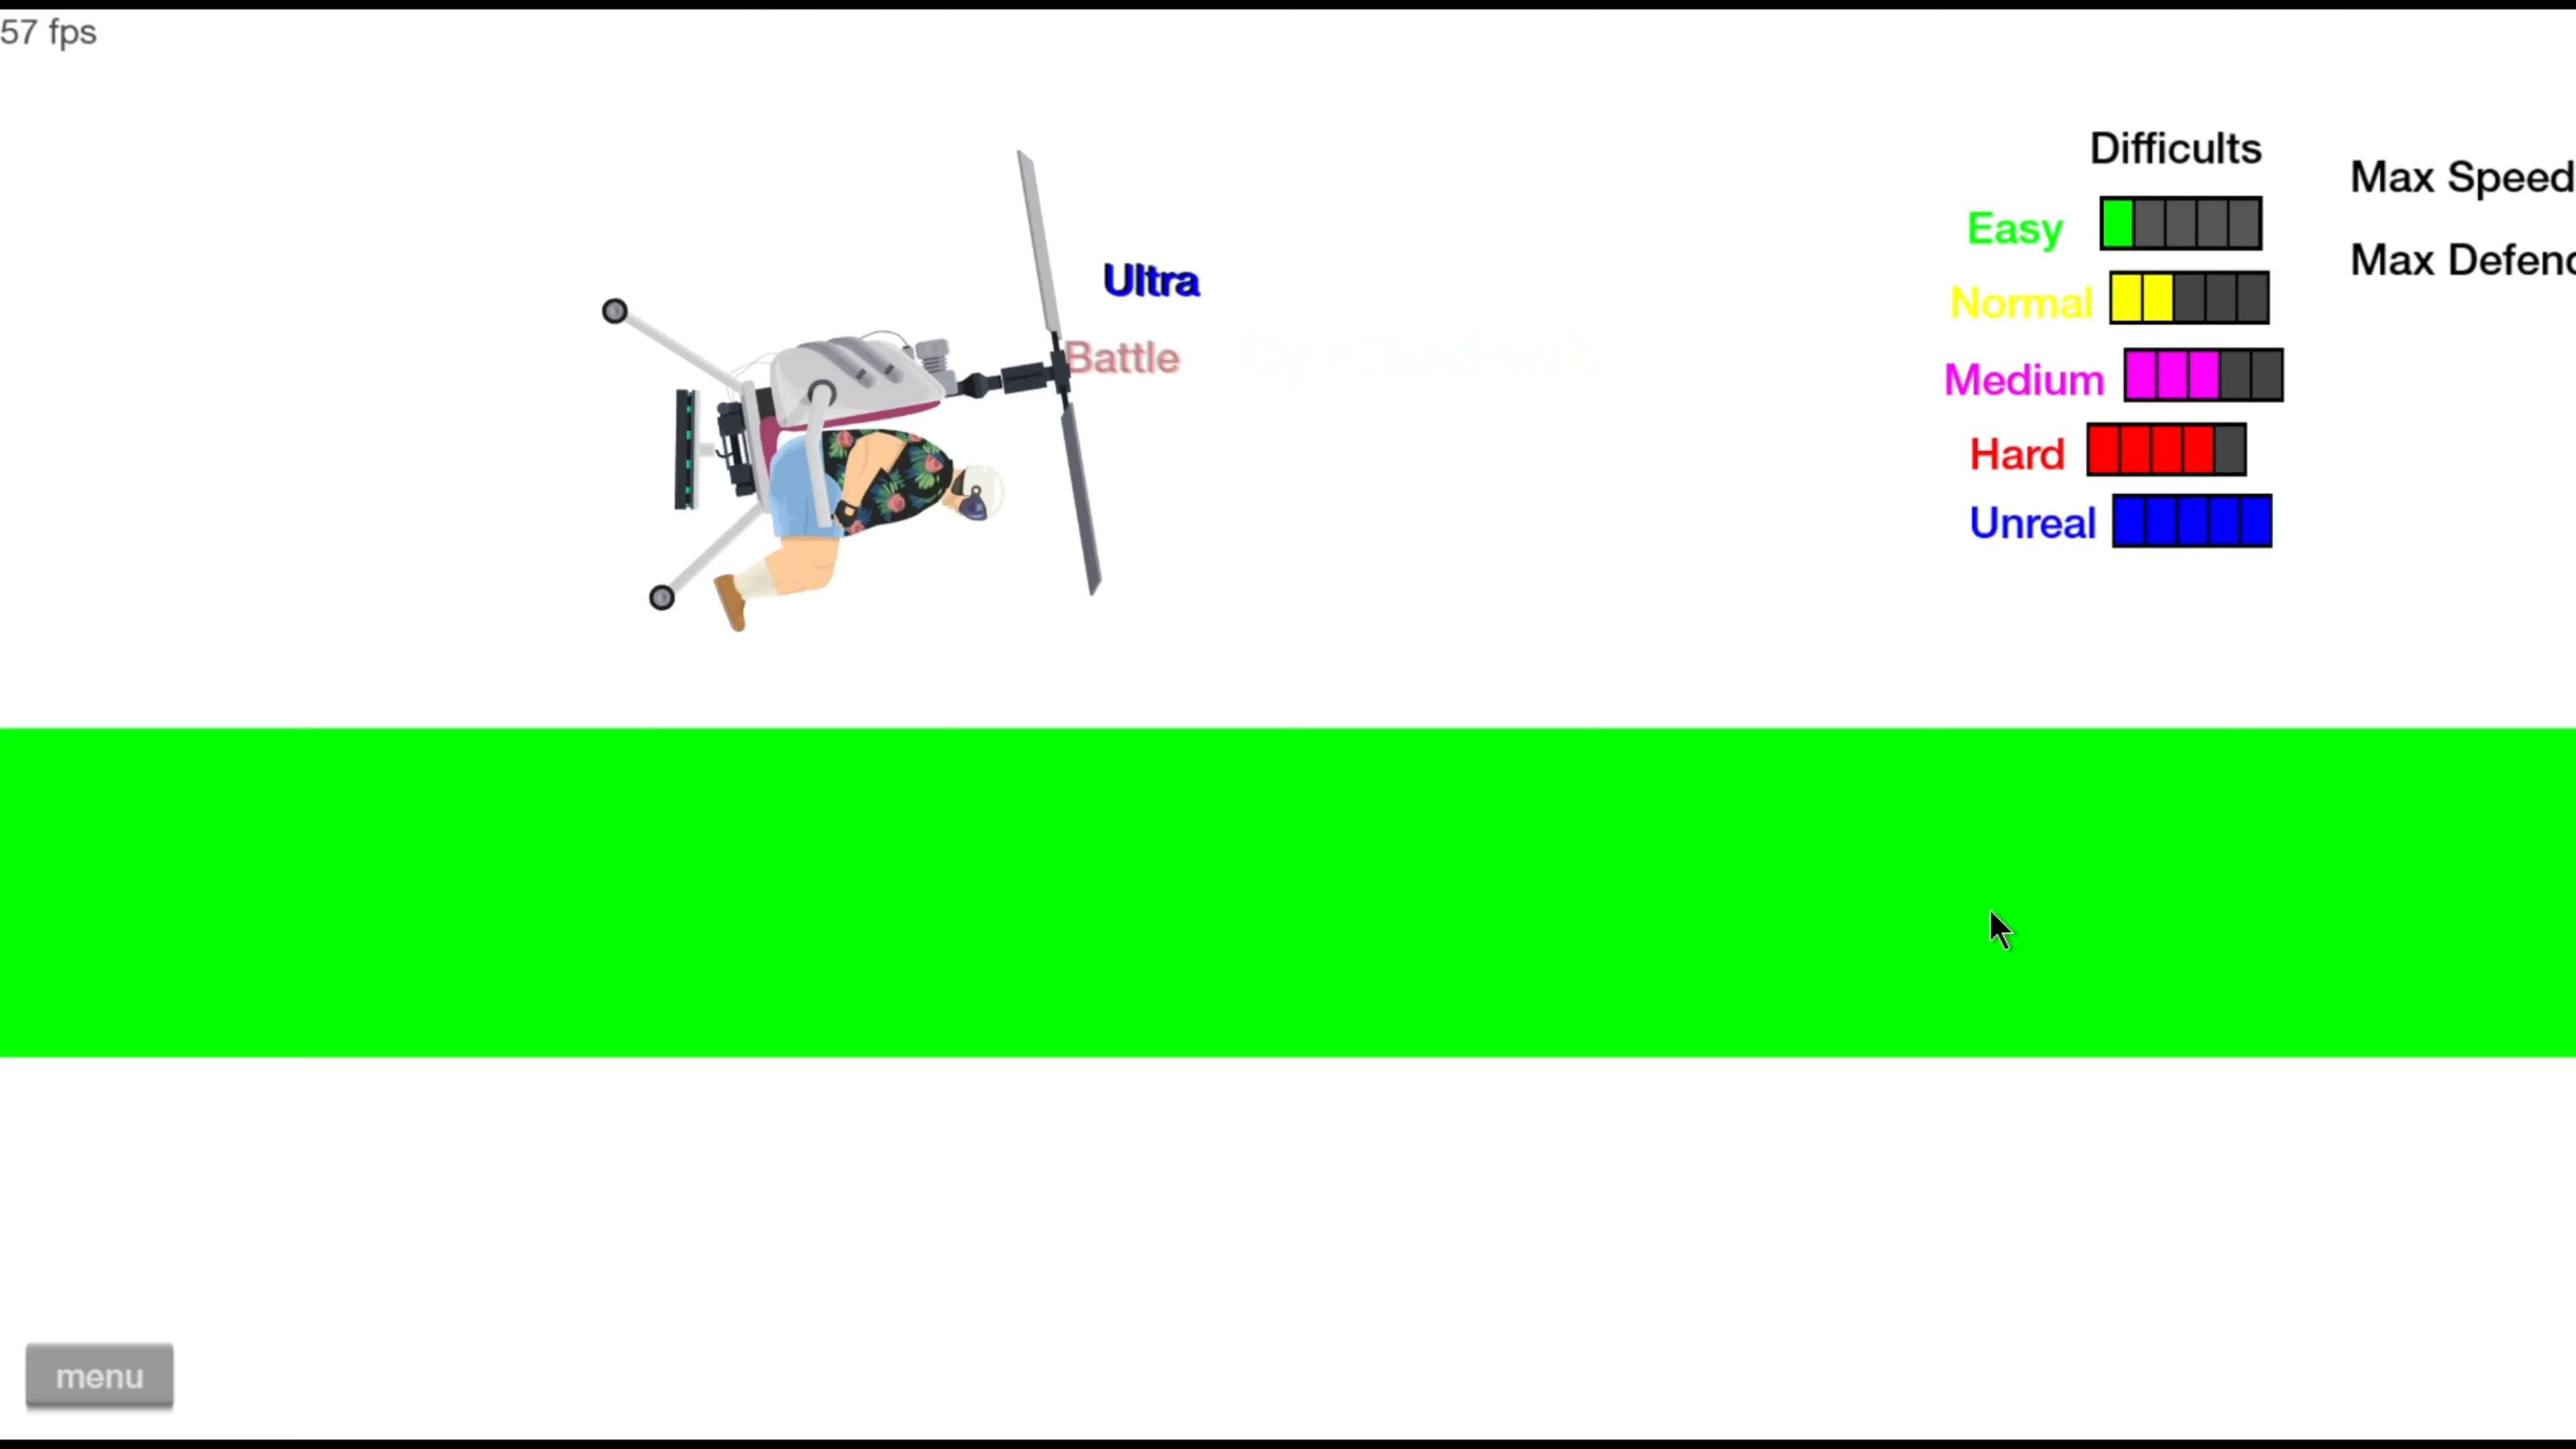 57 fps
Ultra
Battle
Difficults
Easy
Normal
Medium
Hard
Unreal
Max Speed
Max Defenc
menu